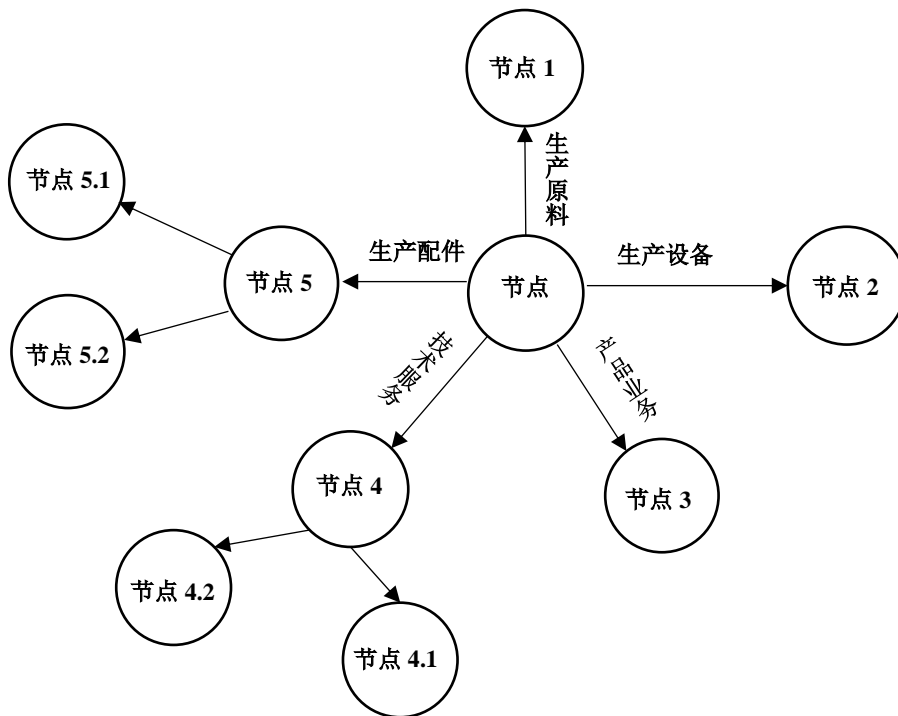 节点 1
生产原料
节点 5.1
生产配件
生产设备
节点 5
节点
节点 2
节点 5.2
技术服务
产品业务
节点 4
节点 3
节点 4.2
节点 4.1